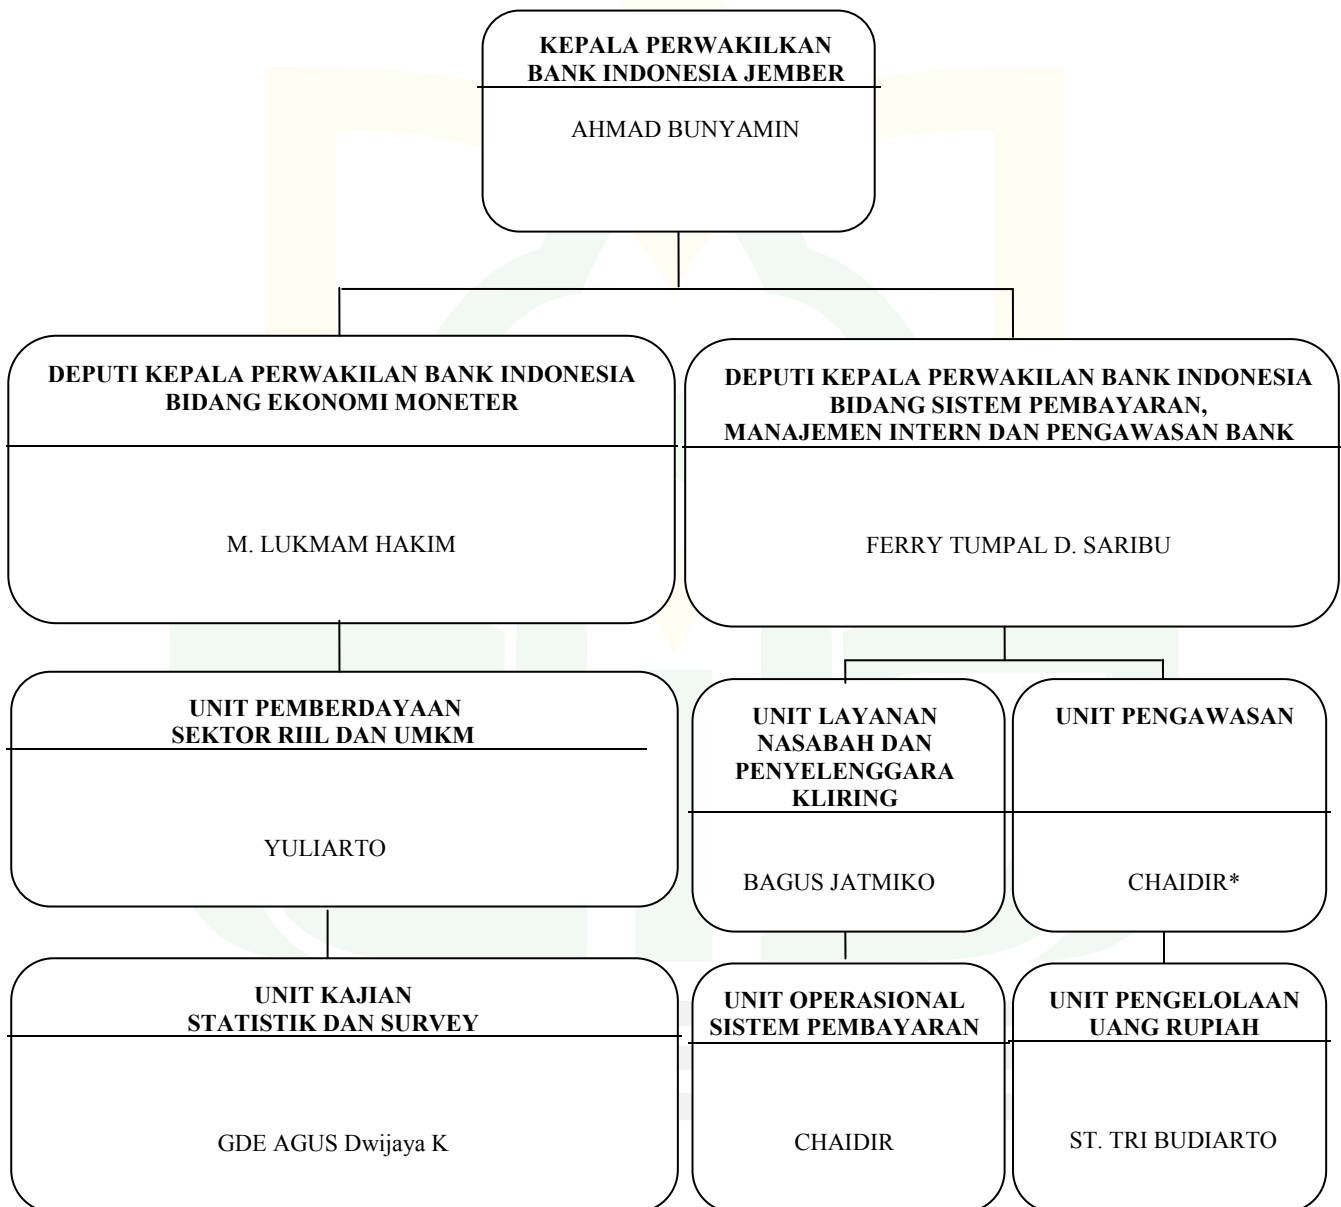 KEPALA PERWAKILKAN
BANK INDONESIA JEMBER
AHMAD BUNYAMIN
DEPUTI KEPALA PERWAKILAN BANK INDONESIA
BIDANG EKONOMI MONETER
M. LUKMAM HAKIM
DEPUTI KEPALA PERWAKILAN BANK INDONESIA
BIDANG SISTEM PEMBAYARAN,
MANAJEMEN INTERN DAN PENGAWASAN BANK
FERRY TUMPAL D. SARIBU
UNIT PEMBERDAYAAN
SEKTOR RIIL DAN UMKM
YULIARTO
UNIT LAYANAN
NASABAH DAN
PENYELENGGARA
KLIRING
BAGUS JATMIKO
UNIT PENGAWASAN
CHAIDIR*
UNIT KAJIAN
STATISTIK DAN SURVEY
GDE AGUS Dwijaya K
UNIT OPERASIONAL
SISTEM PEMBAYARAN
CHAIDIR
UNIT PENGELOLAAN
UANG RUPIAH
ST. TRI BUDIARTO